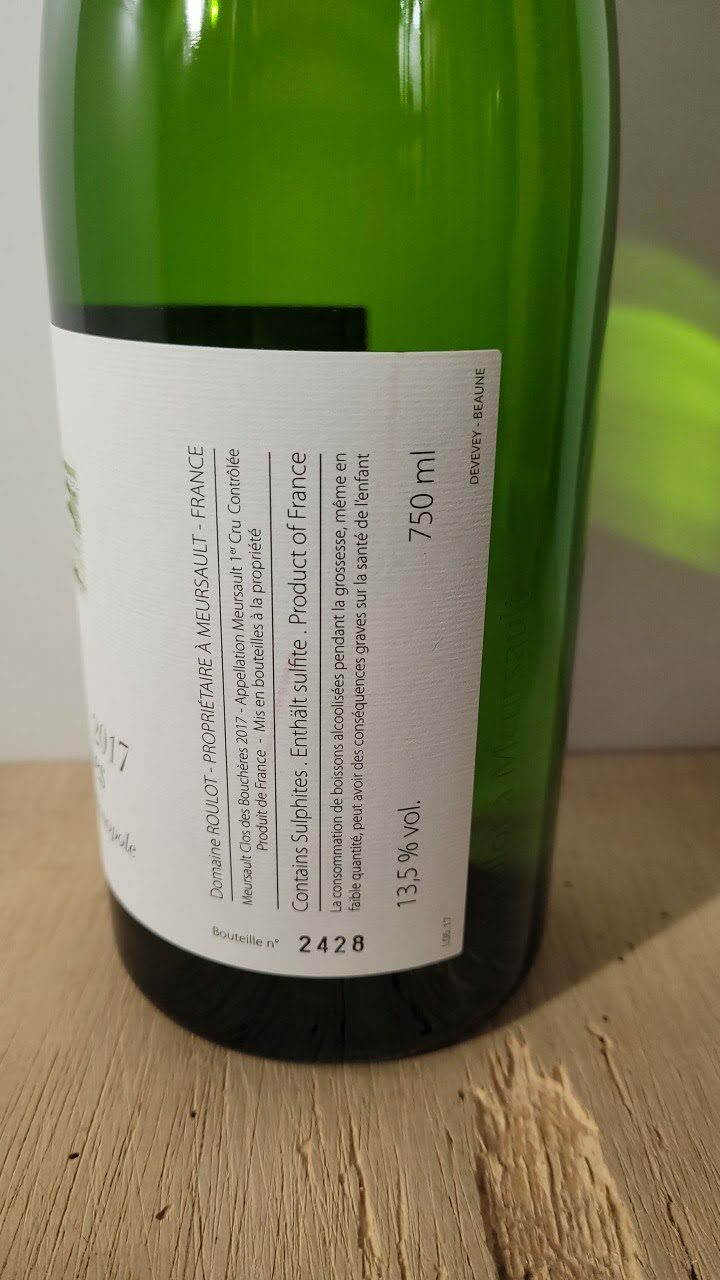 2017
Domaine ROULOT - PROPRIÉTAIRE À MEURSAULT - FRANCE
Meursault Clos des Bouchères 2017 - Appellation Meursault 1er Cru Contrôlée
Produit de France - Mis en bouteilles à la propriété
Contains Sulphites . Enthält sulfite . Product of France
La consommation de boissons alcoolisées pendant la grossesse, même en
faible quantité, peut avoir des conséquences graves sur la santé de l'enfant
13,5 % vol. 750 ml
DEVEVEY - BEAUNE
Bouteille n° 2428